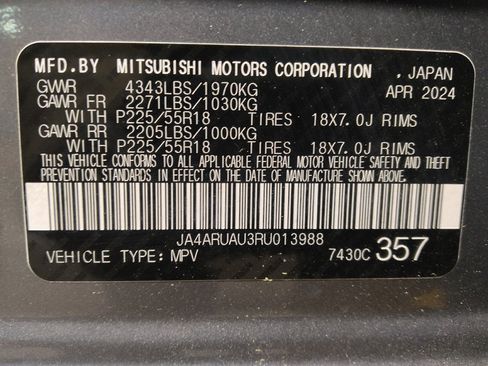 MFD.BY MITSUBISHI MOTORS CORPORATION , JAPAN
GVWR 4343LBS/1970KG APR 2024
GAWR FR 2271LBS/1030KG
WITH P225/55R18 TIRES 18X7.0J RIMS
GAWR RR 2205LBS/1000KG
WITH P225/55R18 TIRES 18X7.0J RIMS
THIS VEHICLE CONFORMS TO ALL APPLICABLE FEDERAL MOTOR VEHICLE SAFETY AND THEFT
PREVENTION STANDARDS IN EFFECT ON THE DATE OF MANUFACTURE SHOWN ABOVE.
JA4ARUAU3RU013988
VEHICLE TYPE: MPV 7430C 357